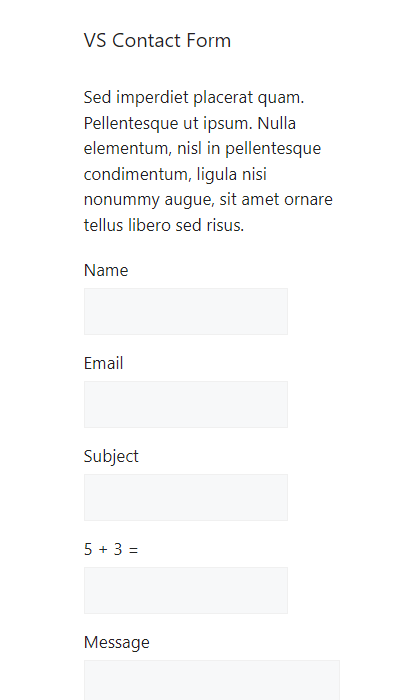 VS Contact Form
Sed imperdiet placerat quam.
Pellentesque ut ipsum. Nulla
elementum, nisl in pellentesque
condimentum, ligula nisi
nonummy augue, sit amet ornare
tellus libero sed risus.
Name
Email
Subject
5 + 3 =
Message